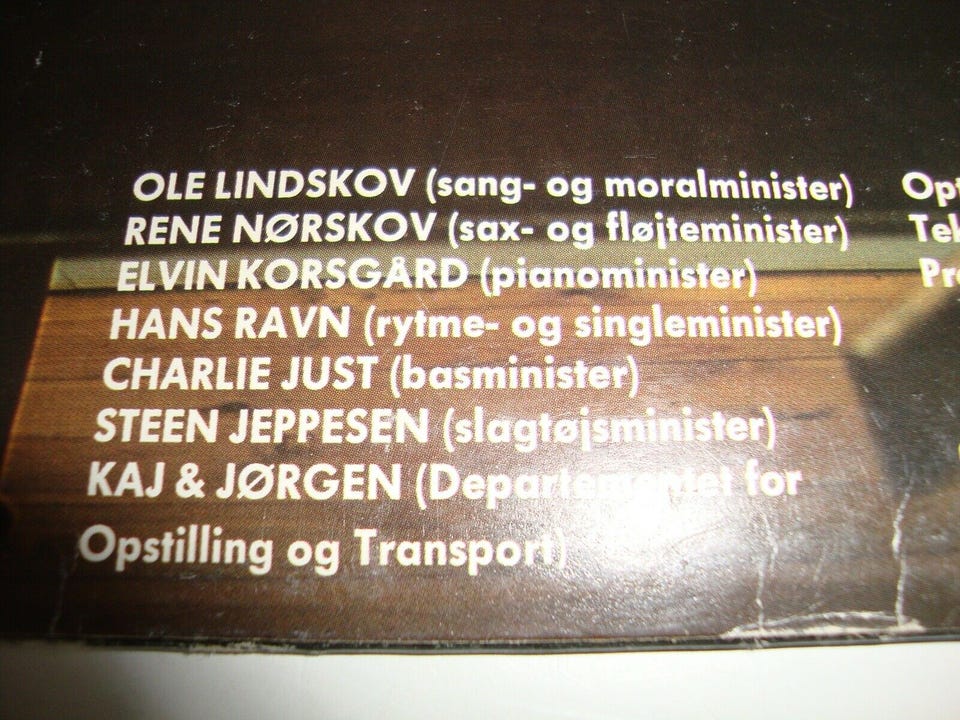 OLE LINDSKOV (sang- og moralminister)
RENE NØRSKOV (sax- og fløjteminister)
ELVIN KORSGÅRD (pianominister)
HANS RAVN (rytme- og singleminister)
CHARLIE JUST (basminister)
STEEN JEPPESEN (slagtøjsminister)
KAJ & JØRGEN (Departementet for
Opstilling og Transport)